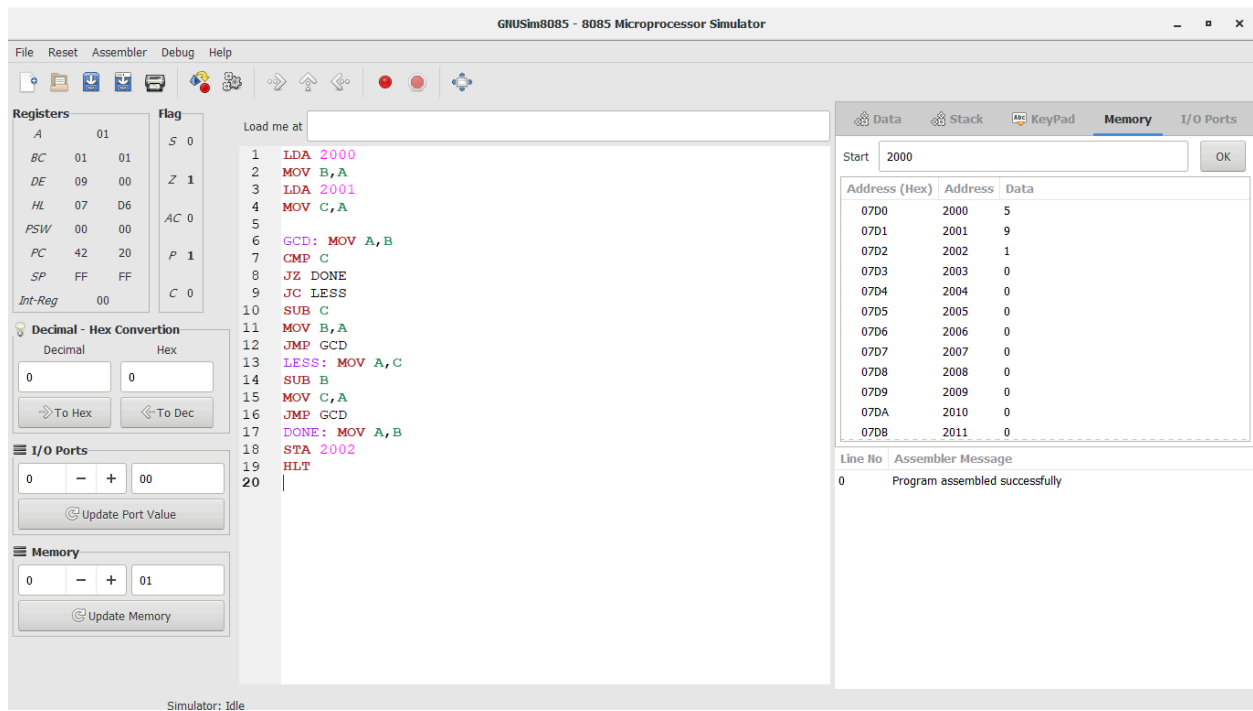 GNUSim8085 - 8085 Microprocessor Simulator
File Reset Assembler Debug Help
Registers
A 01
BC 01 01
DE 09 00
HL 07 D6
PSW 00 00
PC 42 20
SP FF FF
Int-Reg 00
Flag
S 0
Z 1
AC 0
P 1
C 0
Decimal - Hex Convertion
Decimal Hex
0 0
To Hex To Dec
I/O Ports
0 − + 00
Update Port Value
Memory
0 − + 01
Update Memory
Load me at
1 LDA 2000
2 MOV B,A
3 LDA 2001
4 MOV C,A
5
6 GCD: MOV A,B
7 CMP C
8 JZ DONE
9 JC LESS
10 SUB C
11 MOV B,A
12 JMP GCD
13 LESS: MOV A,C
14 SUB B
15 MOV C,A
16 JMP GCD
17 DONE: MOV A,B
18 STA 2002
19 HLT
20
Data Stack Abc KeyPad Memory I/O Ports
Start 2000 OK
Address (Hex) Address Data
07D0 2000 5
07D1 2001 9
07D2 2002 1
07D3 2003 0
07D4 2004 0
07D5 2005 0
07D6 2006 0
07D7 2007 0
07D8 2008 0
07D9 2009 0
07DA 2010 0
07DB 2011 0
Line No Assembler Message
0 Program assembled successfully
Simulator: Idle